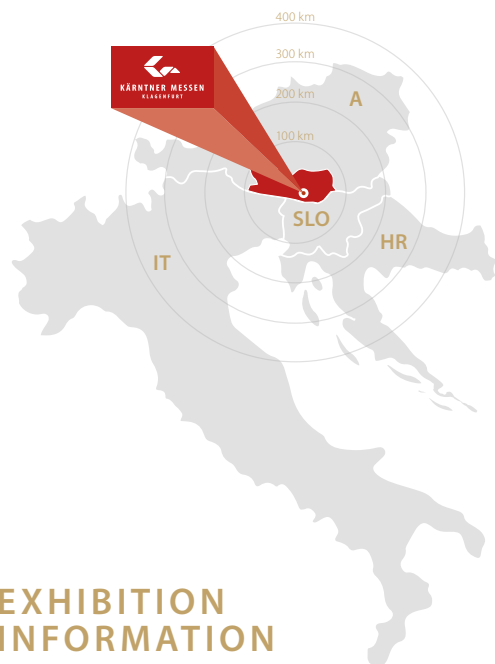 400 km
300 km
200 km
100 km
KÄRNTNER MESSEN
KLAGENFURT
A
SLO
HR
IT
EXHIBITION
INFORMATION